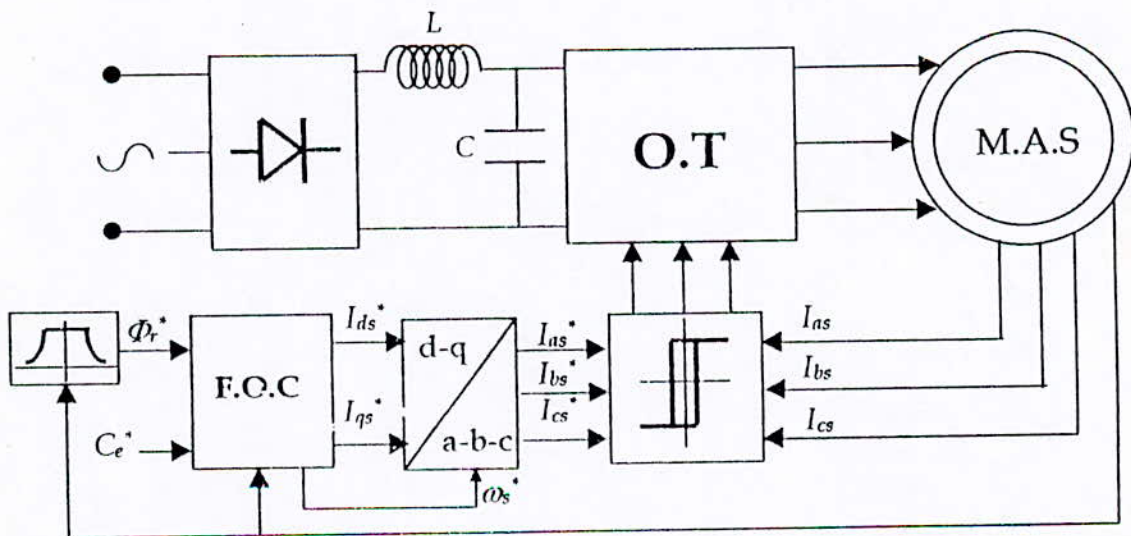 L
C
O.T
M.A.S
Φr*
Ce*
F.O.C
Ids*
Iqs*
d-q
a-b-c
ωs*
Ias*
Ibs*
Ics*
Ias
Ibs
Ics